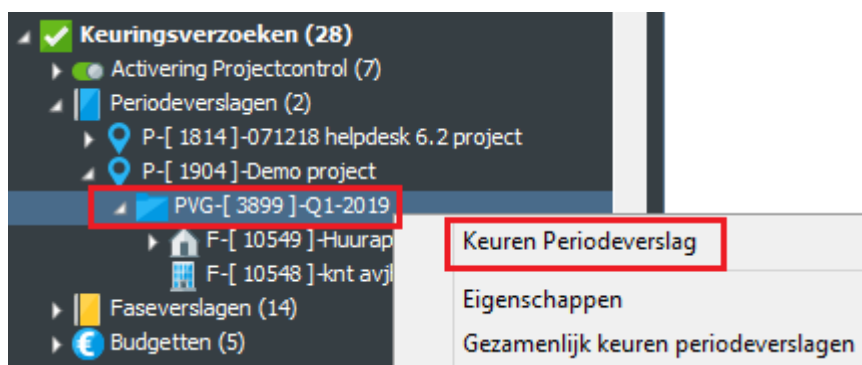 Keuringsverzoeken (28)
Activering Projectcontrol (7)
Periodeverslagen (2)
P-[ 1814 ]-071218 helpdesk 6.2 project
P-[ 1904 ]-Demo project
PVG-[ 3899 ]-Q1-2019
F-[ 10549 ]-Huurap
Keuren Periodeverslag
F-[ 10548 ]-knt avjl
Faseverslagen (14)
Eigenschappen
Budgetten (5)
Gezamenlijk keuren periodeverslagen